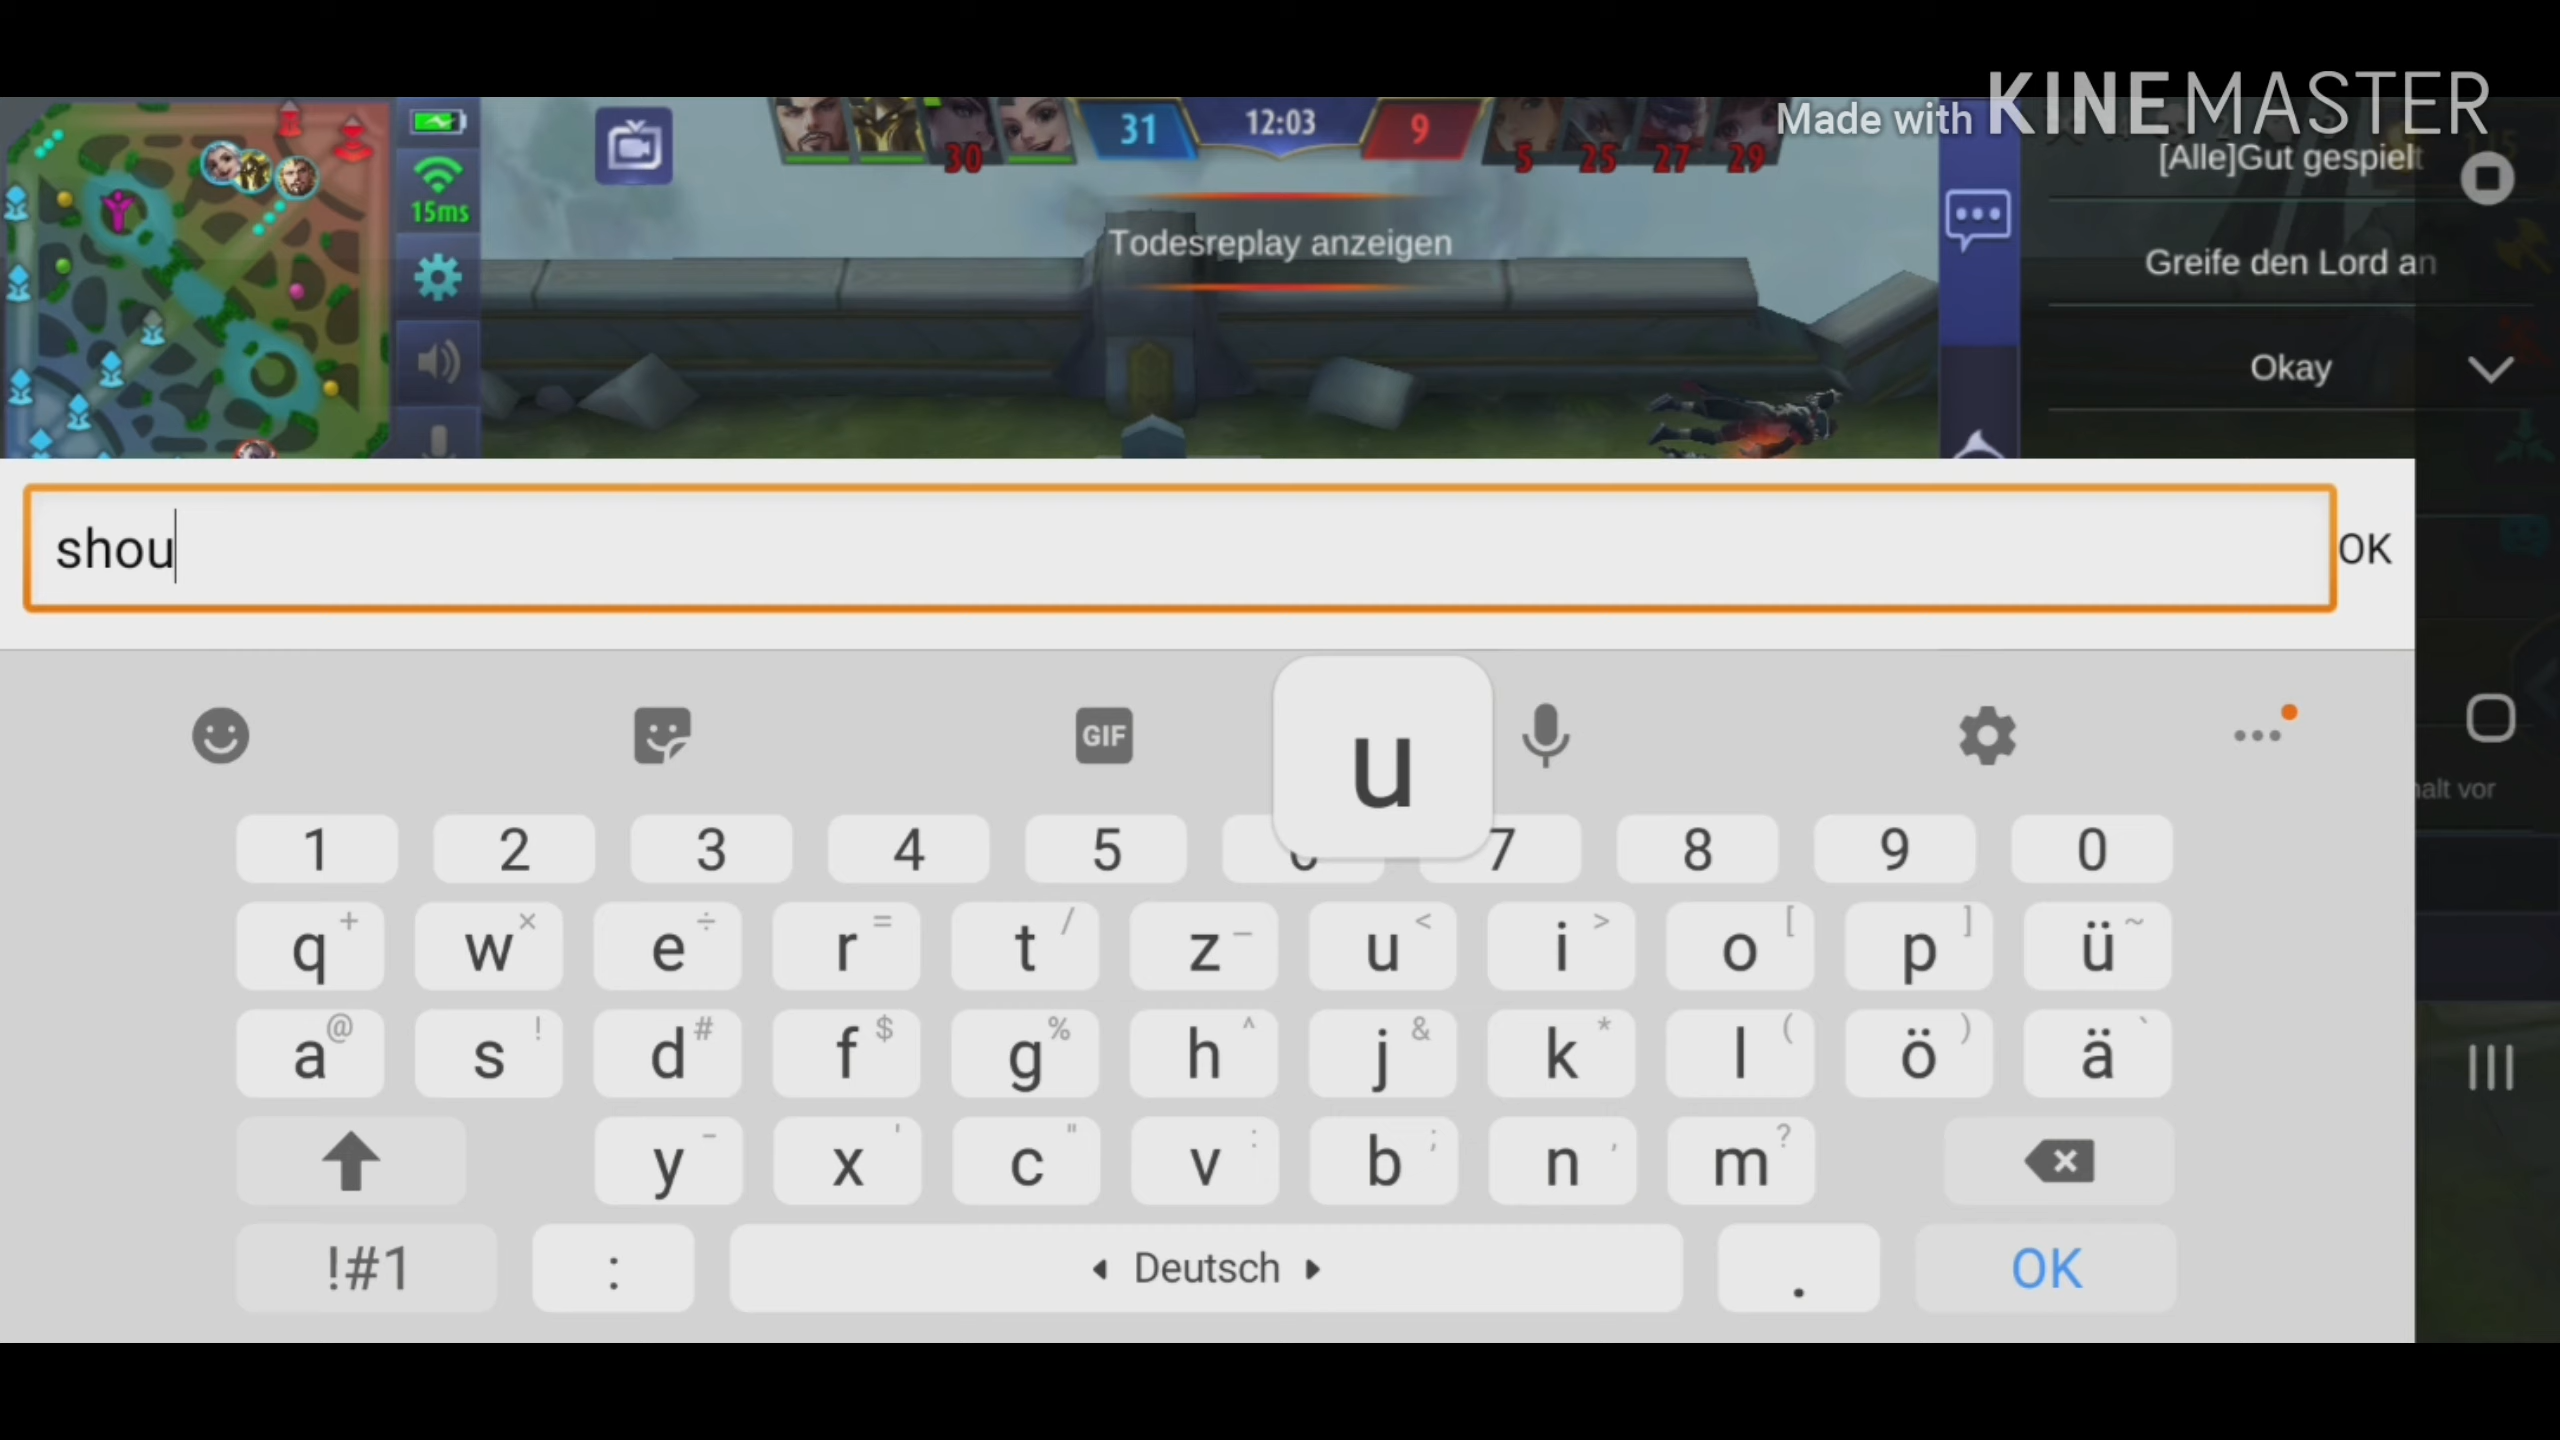 Made with KINEMASTER
31 12:03 9
30 5 25 27 29
15ms
[Alle]Gut gespielt
Todesreplay anzeigen
Greife den Lord an
Okay
shou
OK
GIF
u
alt vor
1 2 3 4 5 7 8 9 0
q + w × e ÷ r = t / z _ u < i > o [ p ] ü ~
a @ s ! d # f $ g % h ^ j & k * l ( ö ) ä `
y - x ' c " v : b ; n , m ?
!#1 : Deutsch . OK